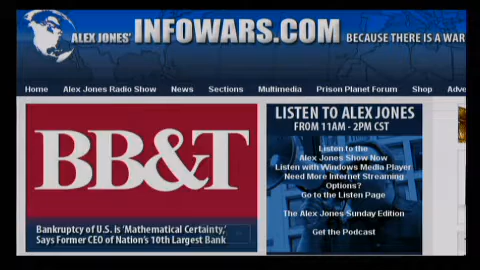 ALEX JONES' INFOWARS.COM BECAUSE THERE IS A WAR
Home Alex Jones Radio Show News Sections Multimedia Prison Planet Forum Shop Adve
BB&T
Bankruptcy of U.S. is 'Mathematical Certainty,'
Says Former CEO of Nation's 10th Largest Bank
LISTEN TO ALEX JONES
FROM 11AM - 2PM CST
Listen to the
Alex Jones Show Now
Listen with Windows Media Player
Need More Internet Streaming
Options?
Go to the Listen Page
The Alex Jones Sunday Edition
Get the Podcast